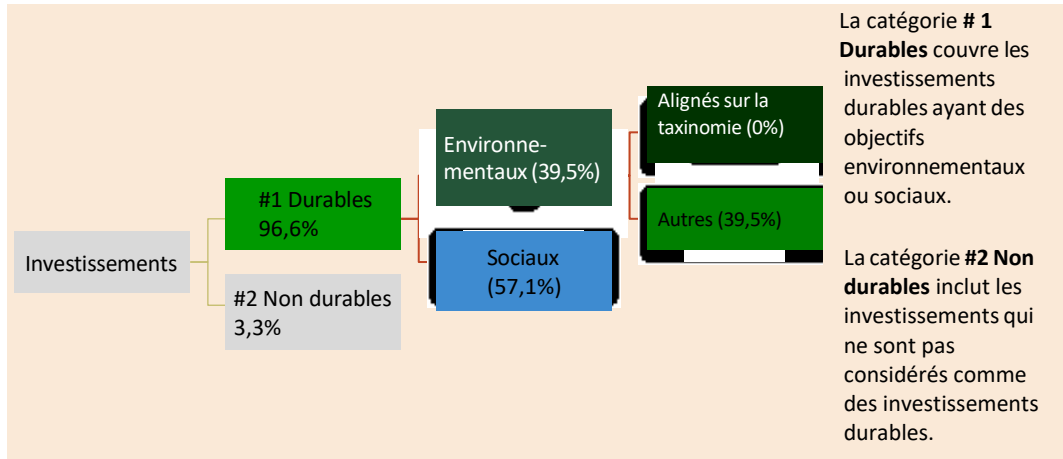 Investissements
#1 Durables
96,6%
#2 Non durables
3,3%
Environne-
mentaux (39,5%)
Sociaux
(57,1%)
Alignés sur la
taxinomie (0%)
Autres (39,5%)
La catégorie # 1
Durables couvre les
investissements
durables ayant des
objectifs
environnementaux
ou sociaux.
La catégorie #2 Non
durables inclut les
investissements qui
ne sont pas
considérés comme
des investissements
durables.